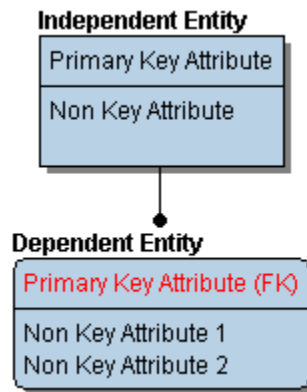 Independent Entity
Primary Key Attribute
Non Key Attribute
Dependent Entity
Primary Key Attribute (FK)
Non Key Attribute 1
Non Key Attribute 2